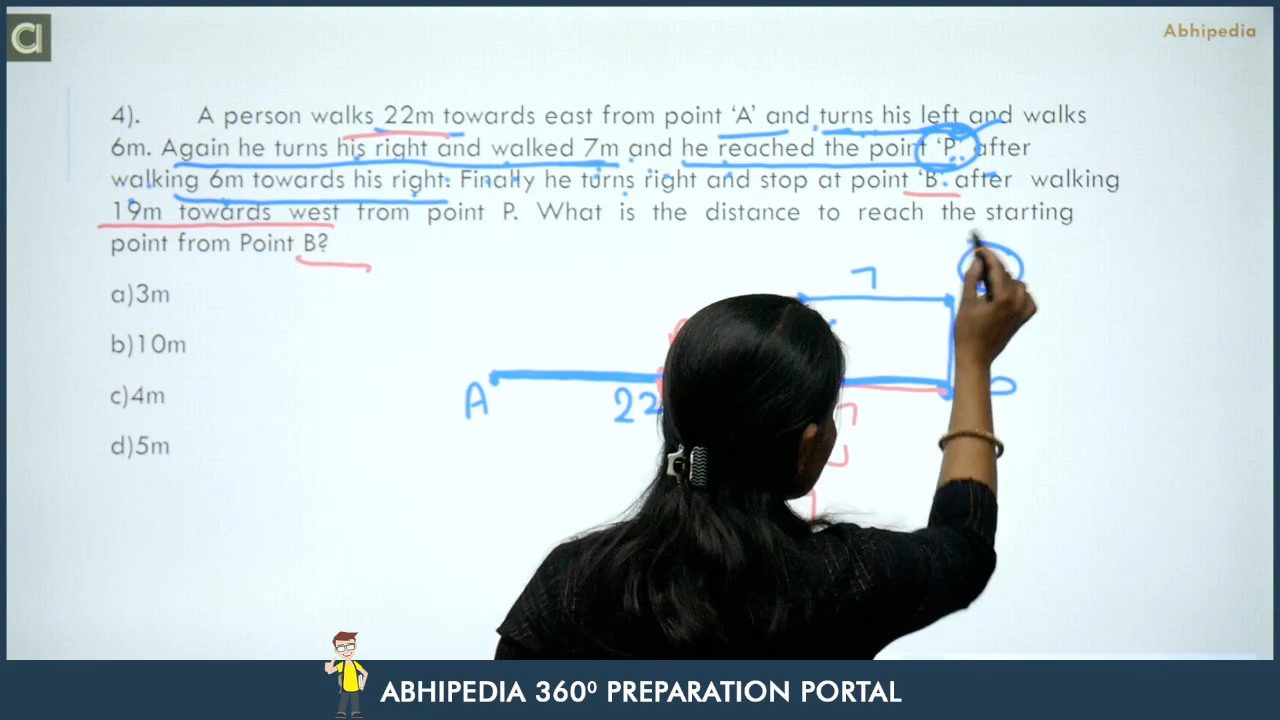 Abhipedia
4). A person walks 22m towards east from point 'A' and turns his left and walks
6m. Again he turns his right and walked 7m and he reached the point 'P' after
walking 6m towards his right. Finally he turns right and stop at point 'B' after walking
19m towards west from point P. What is the distance to reach the starting
point from Point B?
a)3m
b)10m
c)4m
d)5m
7
A
22
7
ABHIPEDIA 360⁰ PREPARATION PORTAL